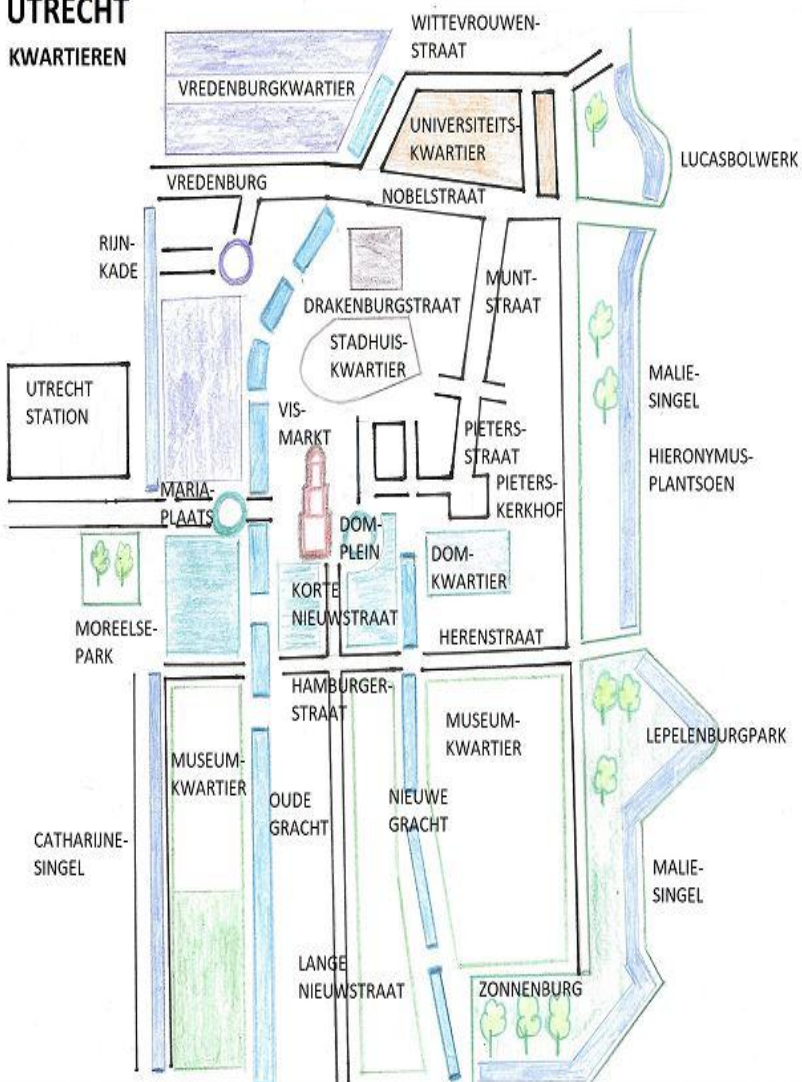 UTRECHT
KWARTIEREN
WITTEVROUWEN-
STRAAT
VREDENBURGKWARTIER
UNIVERSITEITS-
KWARTIER
LUCASBOLWERK
VREDENBURG
NOBELSTRAAT
RIJN-
KADE
MUNT-
STRAAT
DRAKENBURGSTRAAT
STADHUIS-
KWARTIER
UTRECHT
STATION
MALIE-
SINGEL
VIS-
MARKT
PIETERS-
STRAAT
HIERONYMUS-
PLANTSOEN
MARIA-
PLAATS
PIETERS-
KERKHOF
DOM-
PLEIN
DOM-
KWARTIER
KORTE
NIEUWSTRAAT
MOREELSE-
PARK
HERENSTRAAT
HAMBURGER-
STRAAT
MUSEUM-
KWARTIER
LEPELENBURGPARK
MUSEUM-
KWARTIER
OUDE
GRACHT
NIEUWE
GRACHT
CATHARIJNE-
SINGEL
MALIE-
SINGEL
LANGE
NIEUWSTRAAT
ZONNENBURG